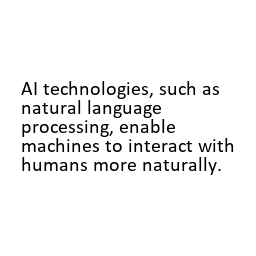 AI technologies, such as
natural language
processing, enable
machines to interact with
humans more naturally.